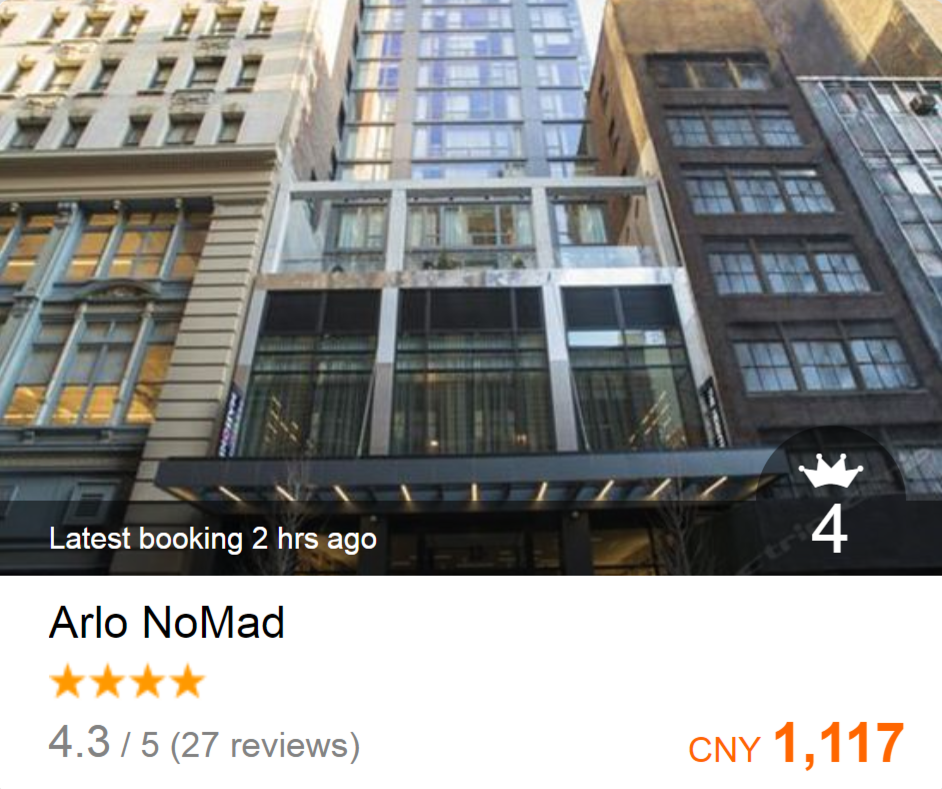 Latest booking 2 hrs ago
4
Arlo NoMad
4.3 / 5 (27 reviews)
CNY 1,117